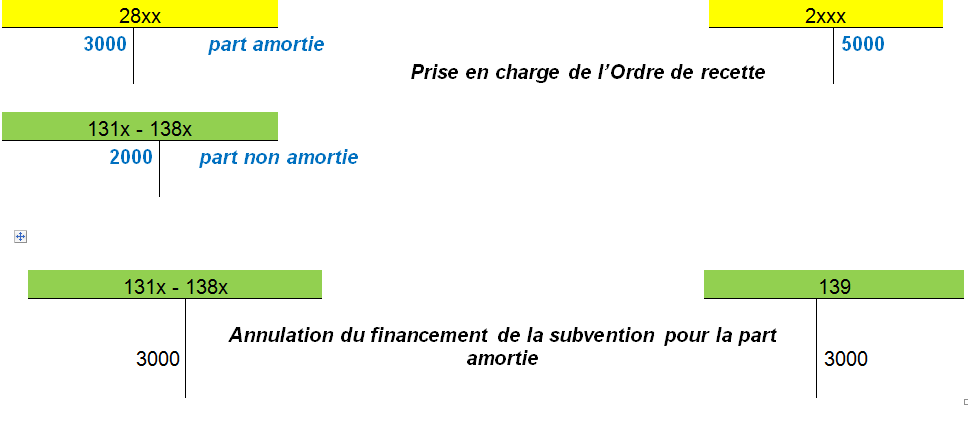 28xx 2xxx
3000 part amortie 5000
Prise en charge de l’Ordre de recette
131x - 138x
2000 part non amortie
131x - 138x 139
Annulation du financement de la subvention pour la part
amortie
3000 3000